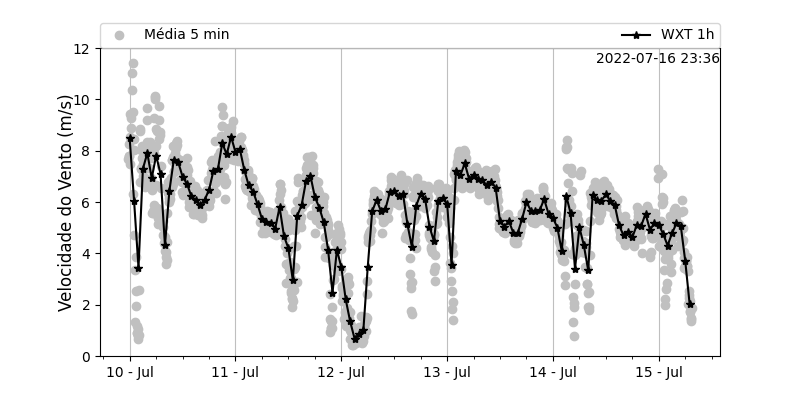 Média 5 min
WXT 1h
2022-07-16 23:36
Velocidade do Vento (m/s)
12
10
8
6
4
2
0
10 - Jul
11 - Jul
12 - Jul
13 - Jul
14 - Jul
15 - Jul